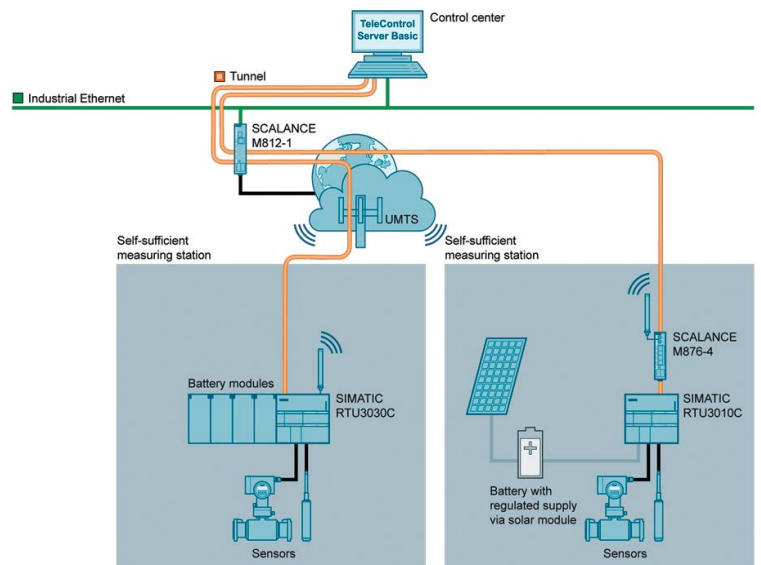 TeleControl
Server Basic
Control center
Tunnel
Industrial Ethernet
SCALANCE
M812-1
UMTS
Self-sufficient
measuring station
Self-sufficient
measuring station
SCALANCE
M876-4
Battery modules
SIMATIC
RTU3030C
SIMATIC
RTU3010C
Battery with
regulated supply
via solar module
Sensors
Sensors